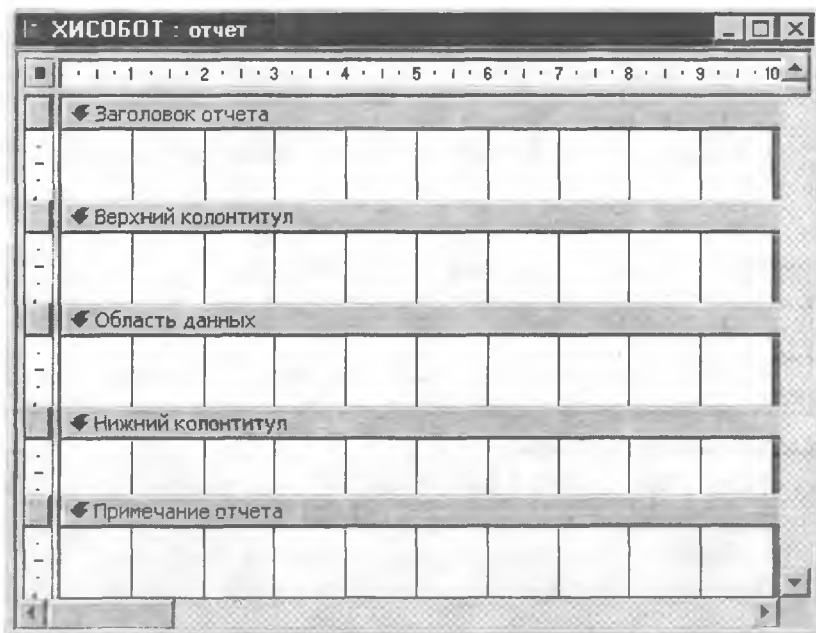 ХИСОБОТ : отчет
1 2 3 4 5 6 7 8 9 10
Заголовок отчета
Верхний колонтитул
Область данных
Нижний колонтитул
Примечание отчета